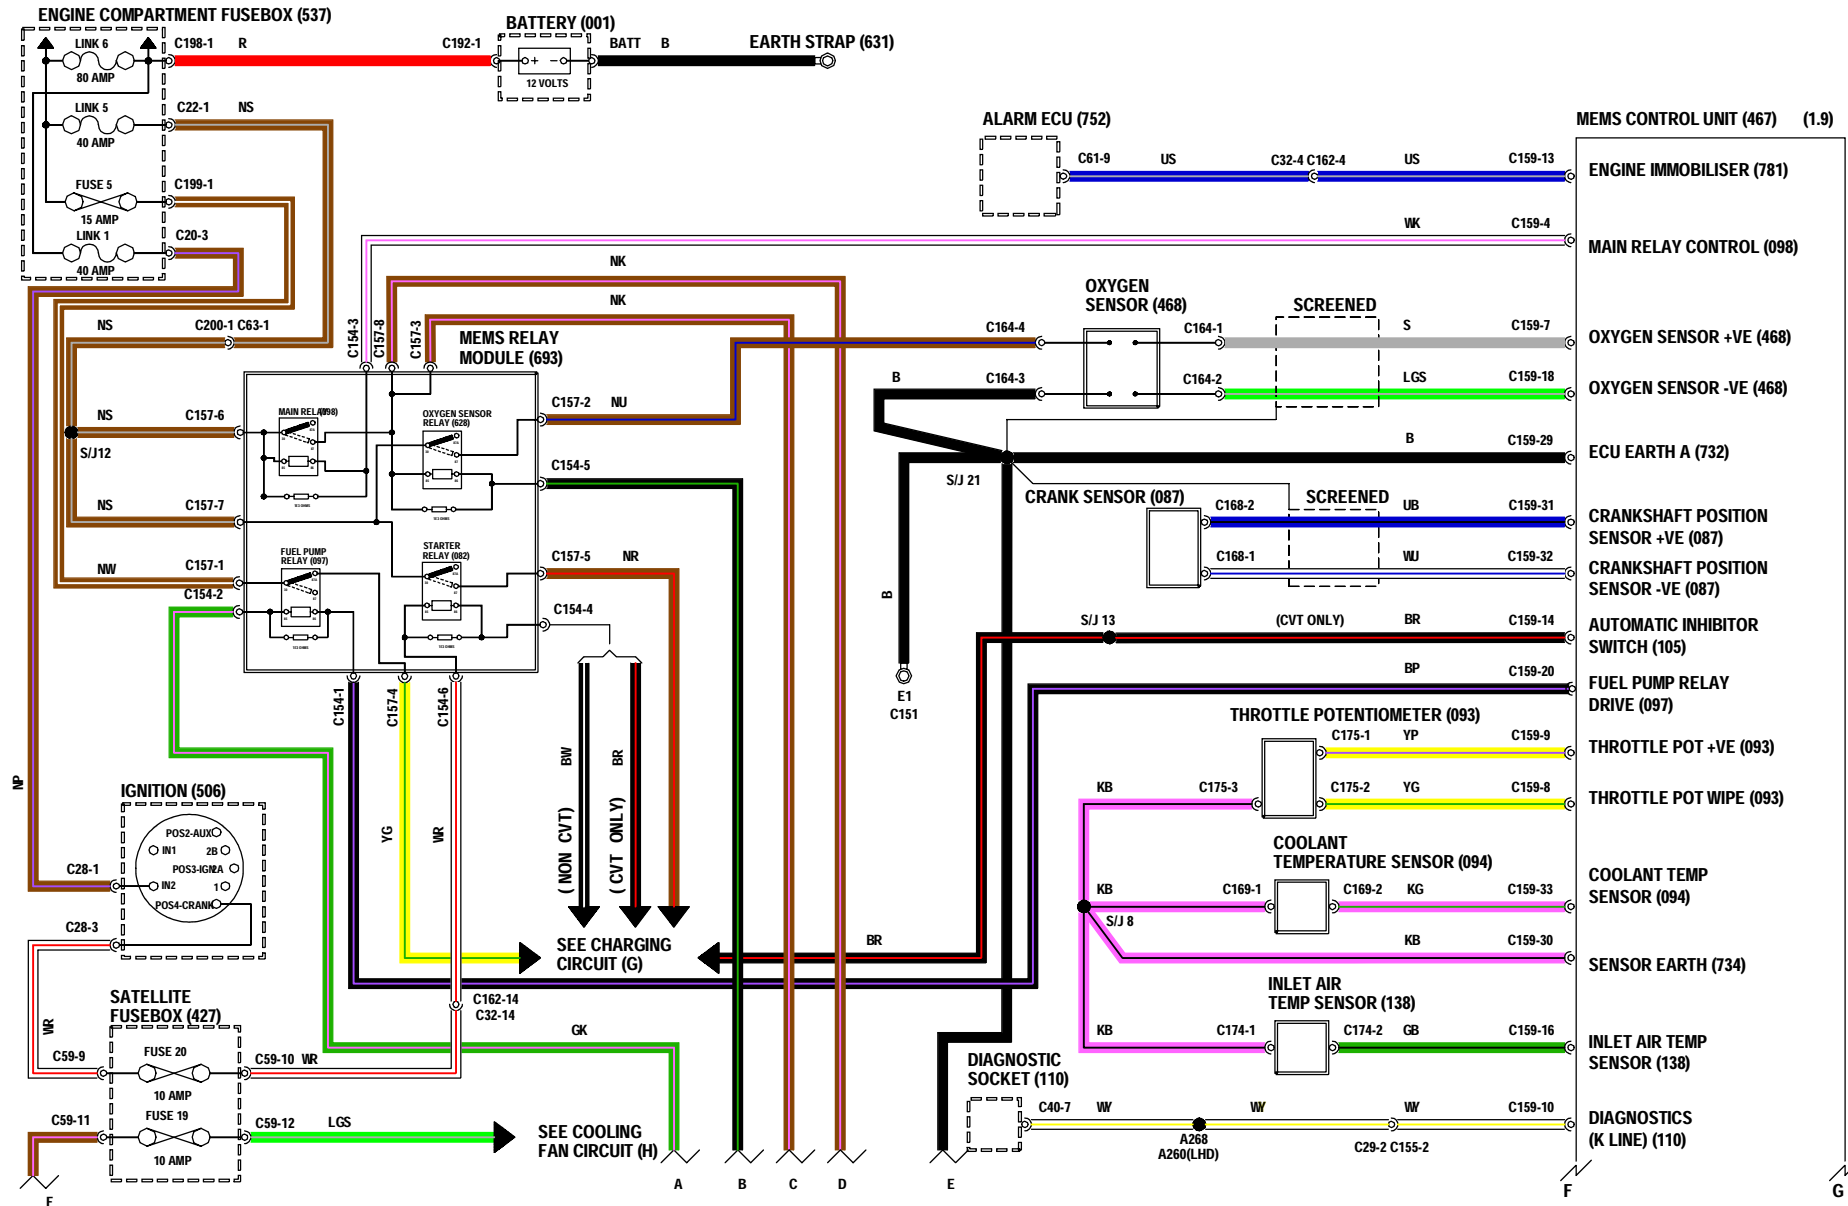 ENGINE COMPARTMENT FUSEBOX (537)
LINK 6
80 AMP
C198-1
R
C192-1
BATTERY (001)
+
-
12 VOLTS
BATT
B
EARTH STRAP (631)
LINK 5
40 AMP
C22-1
NS
FUSE 5
15 AMP
C199-1
LINK 1
40 AMP
C20-3
ALARM ECU (752)
C61-9
US
C32-4 C162-4
US
C159-13
MEMS CONTROL UNIT (467)
(1.9)
ENGINE IMMOBILISER (781)
WK
C159-4
MAIN RELAY CONTROL (098)
NK
NK
NS
C200-1 C63-1
C154-3
C157-8
C157-3
MEMS RELAY
MODULE (693)
OXYGEN
SENSOR (468)
SCREENED
C164-4
C164-1
S
C159-7
OXYGEN SENSOR +VE (468)
B
C164-3
C164-2
LGS
C159-18
OXYGEN SENSOR -VE (468)
NS
C157-6
S/J12
MAIN RELAY (098)
OXYGEN SENSOR
RELAY (628)
C157-2
NU
C154-5
B
C159-29
ECU EARTH A (732)
S/J 21
NS
C157-7
CRANK SENSOR (087)
SCREENED
C168-2
UB
C159-31
CRANKSHAFT POSITION
SENSOR +VE (087)
C168-1
WU
C159-32
CRANKSHAFT POSITION
SENSOR -VE (087)
FUEL PUMP
RELAY (097)
STARTER
RELAY (082)
C157-5
NR
NW
C157-1
C154-2
C154-4
B
E1
C151
S/J 13
(CVT ONLY)
BR
C159-14
AUTOMATIC INHIBITOR
SWITCH (105)
BP
C159-20
FUEL PUMP RELAY
DRIVE (097)
C154-1
C157-4
C154-6
THROTTLE POTENTIOMETER (093)
C175-1
YP
C159-9
THROTTLE POT +VE (093)
KB
C175-3
C175-2
YG
C159-8
THROTTLE POT WIPE (093)
NP
IGNITION (506)
POS2-AUX
IN1
2B
POS3-IGN
2A
IN2
1
POS4-CRANK
C28-1
C28-3
YG
WR
BW
( NON CVT)
BR
( CVT ONLY)
COOLANT
TEMPERATURE SENSOR (094)
KB
C169-1
C169-2
KG
C159-33
COOLANT TEMP
SENSOR (094)
S/J 8
KB
C159-30
SENSOR EARTH (734)
SEE CHARGING
CIRCUIT (G)
BR
C162-14
C32-14
INLET AIR
TEMP SENSOR (138)
KB
C174-1
C174-2
GB
C159-16
INLET AIR TEMP
SENSOR (138)
SATELLITE
FUSEBOX (427)
WR
C59-9
FUSE 20
10 AMP
C59-10
WR
GK
C59-11
FUSE 19
10 AMP
C59-12
LGS
SEE COOLING
FAN CIRCUIT (H)
DIAGNOSTIC
SOCKET (110)
C40-7
WY
WY
WY
C159-10
A268
A260(LHD)
C29-2 C155-2
DIAGNOSTICS
(K LINE) (110)
A
B
C
D
E
F
G